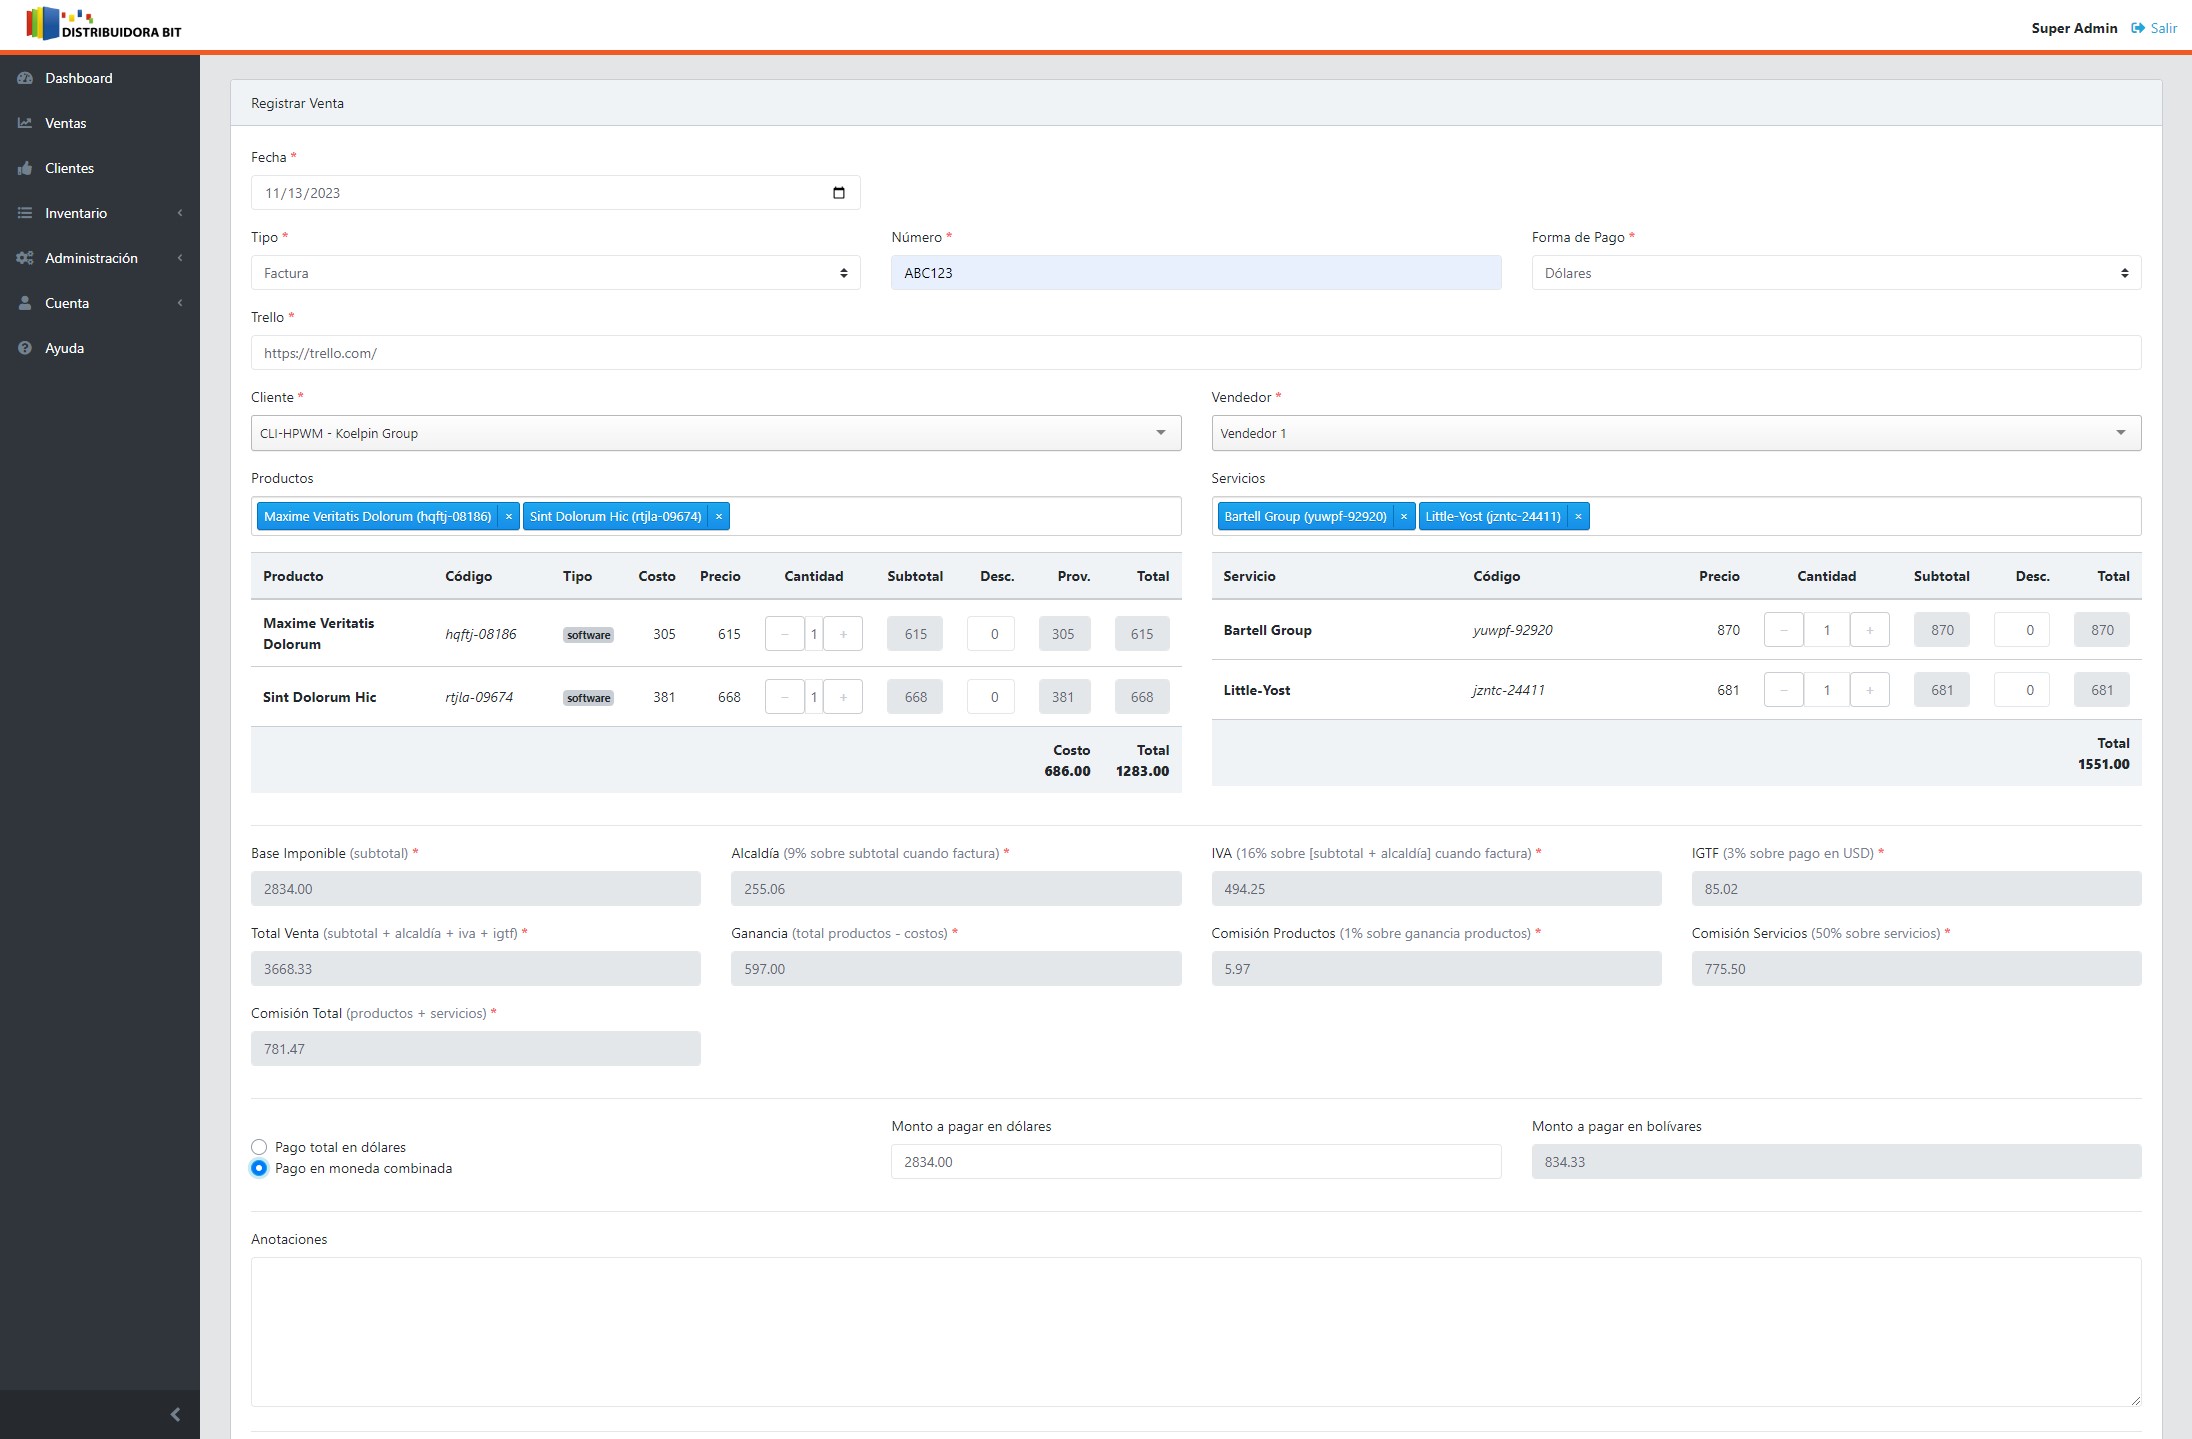 DISTRIBUIDORA BIT
Super Admin Salir
Dashboard
Ventas
Clientes
Inventario
Administración
Cuenta
Ayuda
Registrar Venta
Fecha *
11/13/2023
Tipo * Número * Forma de Pago *
Factura ABC123 Dólares
Trello *
https://trello.com/
Cliente * Vendedor *
CLI-HPWM - Koelpin Group Vendedor 1
Productos Servicios
Maxime Veritatis Dolorum (hqftj-08186) × Sint Dolorum Hic (rtjla-09674) × Bartell Group (yuwpf-92920) × Little-Yost (jzntc-24411) ×
Producto Código Tipo Costo Precio Cantidad Subtotal Desc. Prov. Total
Maxime Veritatis Dolorum hqftj-08186 software 305 615 − 1 + 615 0 305 615
Sint Dolorum Hic rtjla-09674 software 381 668 − 1 + 668 0 381 668
Costo Total
686.00 1283.00
Servicio Código Precio Cantidad Subtotal Desc. Total
Bartell Group yuwpf-92920 870 − 1 + 870 0 870
Little-Yost jzntc-24411 681 − 1 + 681 0 681
Total
1551.00
Base Imponible (subtotal) * Alcaldía (9% sobre subtotal cuando factura) * IVA (16% sobre [subtotal + alcaldía] cuando factura) * IGTF (3% sobre pago en USD) *
2834.00 255.06 494.25 85.02
Total Venta (subtotal + alcaldía + iva + igtf) * Ganancia (total productos - costos) * Comisión Productos (1% sobre ganancia productos) * Comisión Servicios (50% sobre servicios) *
3668.33 597.00 5.97 775.50
Comisión Total (productos + servicios) *
781.47
Monto a pagar en dólares Monto a pagar en bolívares
Pago total en dólares
Pago en moneda combinada
2834.00 834.33
Anotaciones